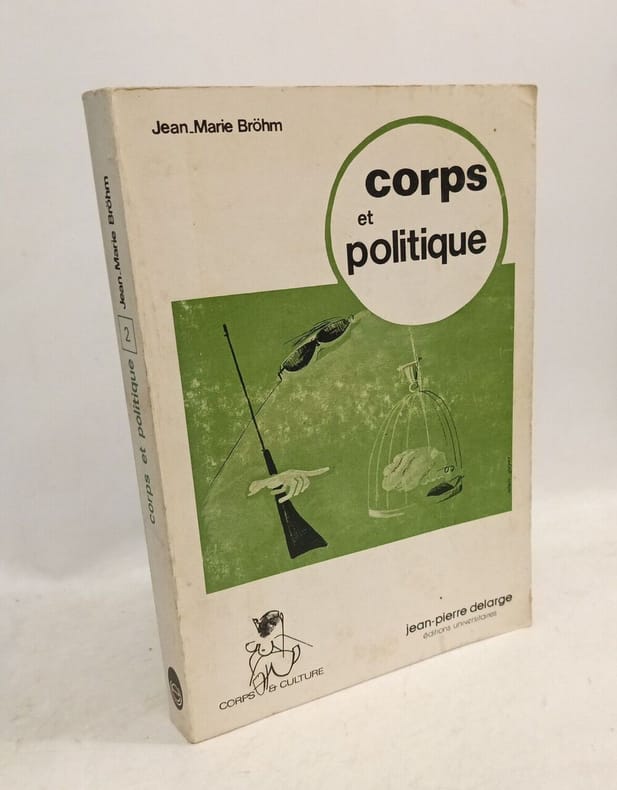 Jean-Marie Bröhm
corps
et
politique
jean-pierre delarge
éditions universitaires
CORPS & CULTURE
corps et politique 2 Jean-Marie Bröhm